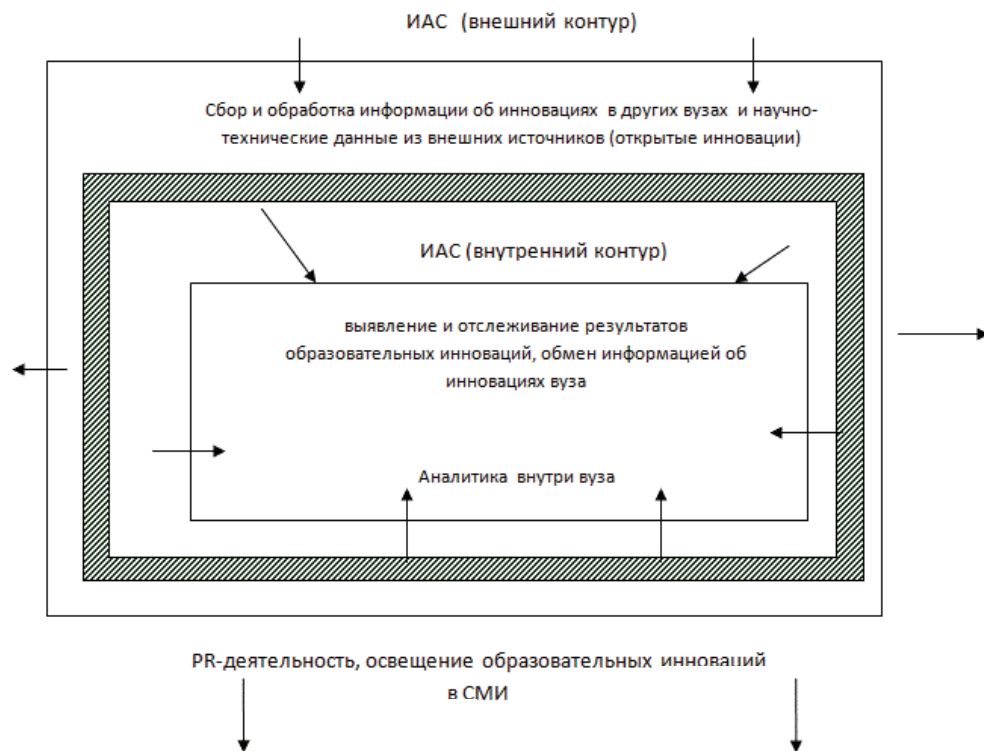 ИАС (внешний контур)
Сбор и обработка информации об инновациях в других вузах и научно-
технические данные из внешних источников (открытые инновации)
ИАС (внутренний контур)
выявление и отслеживание результатов
образовательных инноваций, обмен информацией об
инновациях вуза
Аналитика внутри вуза
PR-деятельность, освещение образовательных инноваций
в СМИ